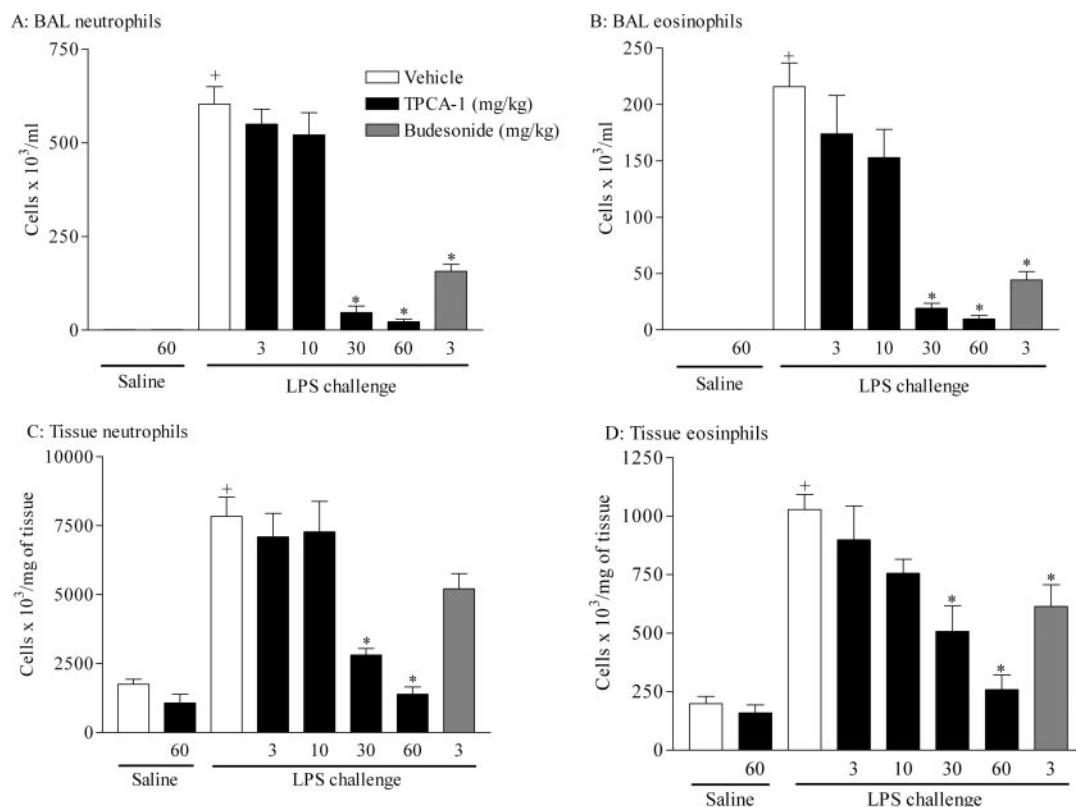 A: BAL neutrophils
Cells x 10³/ml
750
500
250
0
+
* * *
Vehicle
TPCA-1 (mg/kg)
Budesonide (mg/kg)
60 3 10 30 60 3
Saline LPS challenge
B: BAL eosinophils
Cells x 10³/ml
250
200
150
100
50
0
+
* * *
60 3 10 30 60 3
Saline LPS challenge
C: Tissue neutrophils
Cells x 10³/mg of tissue
10000
7500
5000
2500
0
+
* *
60 3 10 30 60 3
Saline LPS challenge
D: Tissue eosinphils
Cells x 10³/mg of tissue
1250
1000
750
500
250
0
+
* * *
60 3 10 30 60 3
Saline LPS challenge